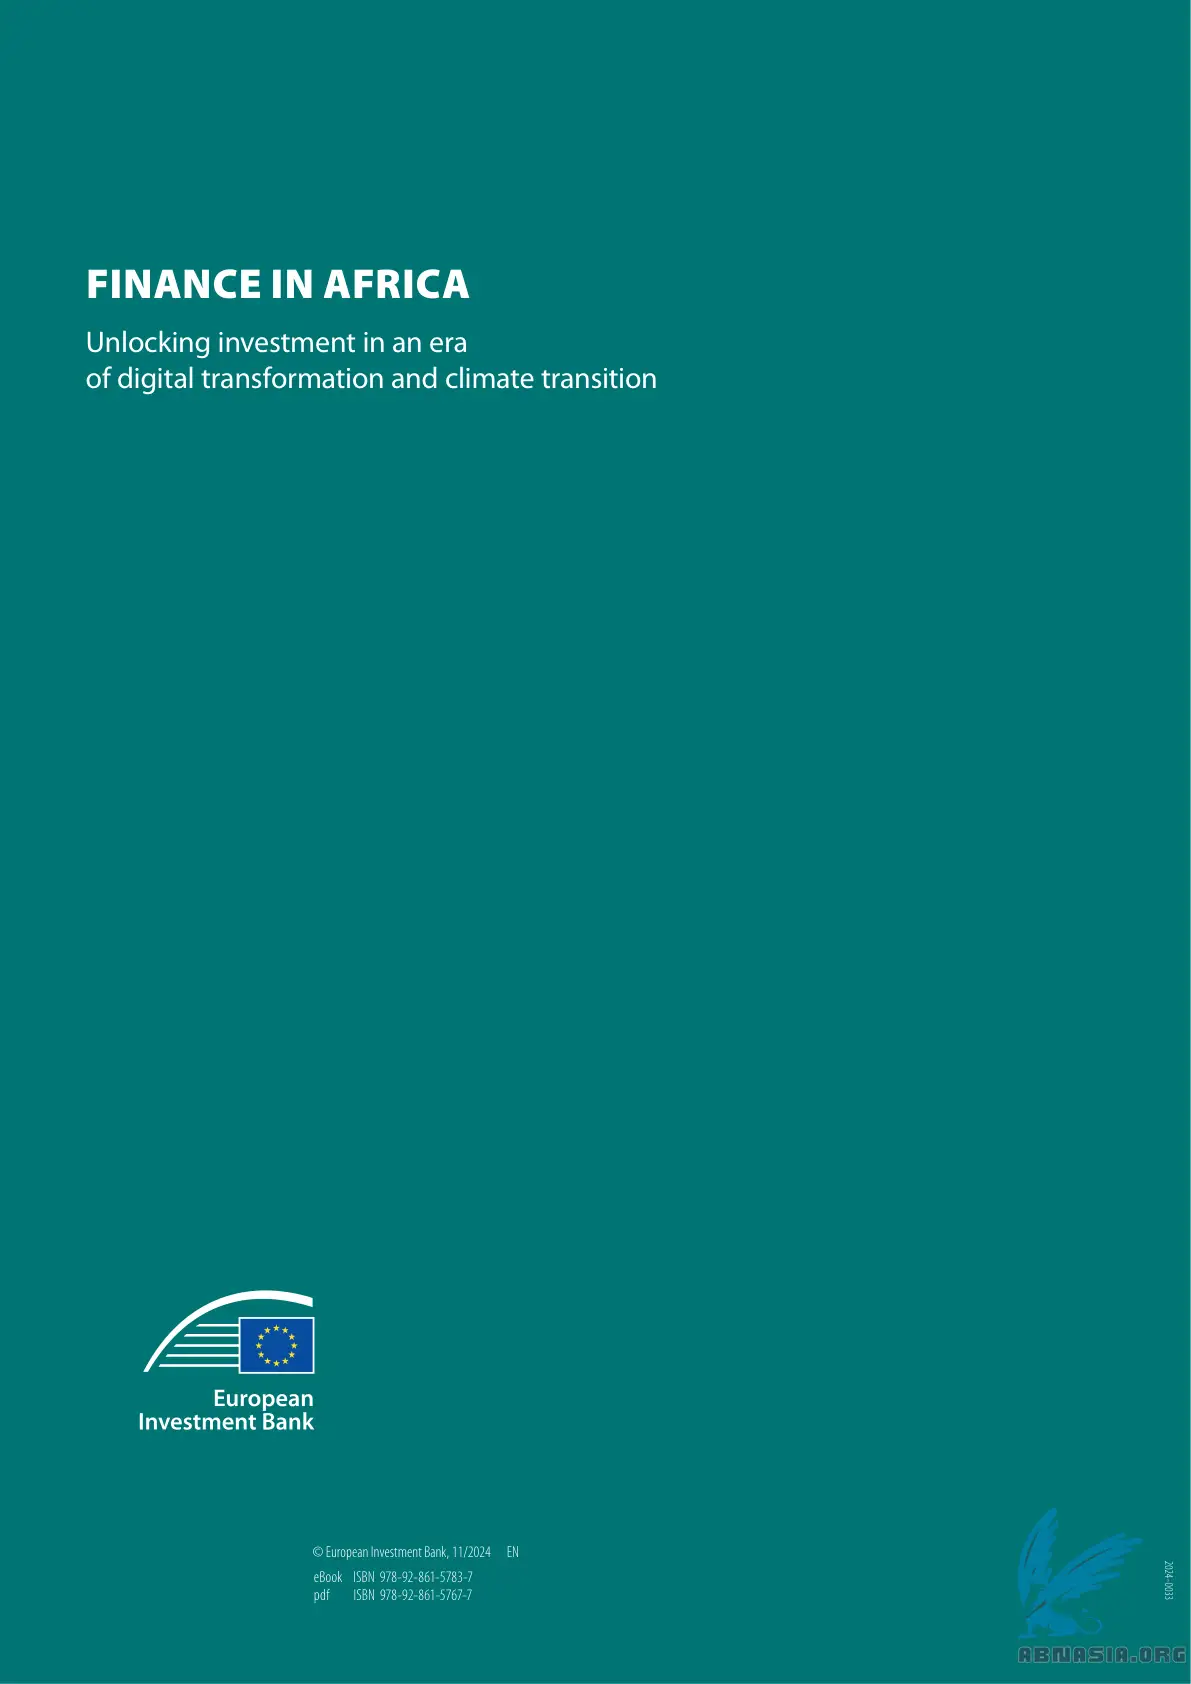 FINANCE IN AFRICA
Unlocking investment in an era
of digital transformation and climate transition
European
Investment Bank
© European Investment Bank, 11/2024 EN
eBook ISBN 978-92-861-5783-7
pdf ISBN 978-92-861-5767-7
2024-0033
ABNASIA.ORG